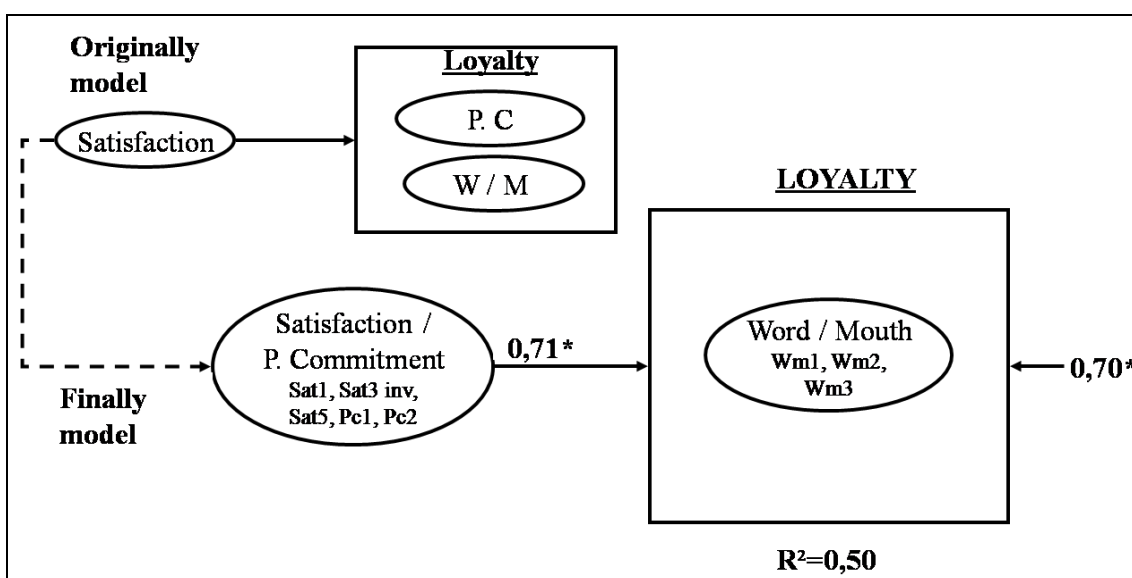 Originally
model
Satisfaction
Loyalty
P. C
W / M
LOYALTY
Satisfaction /
P. Commitment
Sat1, Sat3 inv,
Sat5, Pc1, Pc2
0,71*
Word / Mouth
Wm1, Wm2,
Wm3
0,70*
Finally
model
R²=0,50